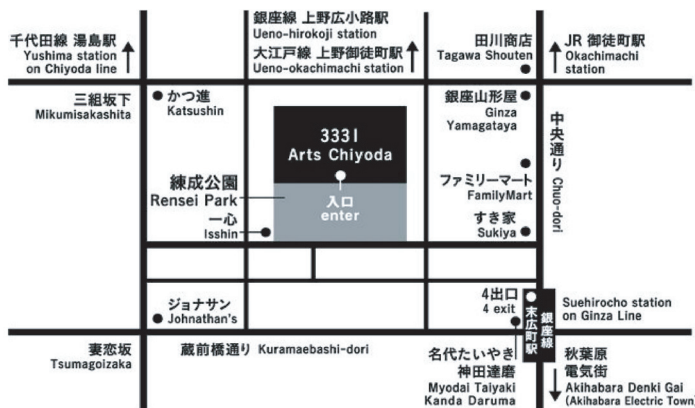 千代田線 湯島駅
Yushima station
on Chiyoda line
銀座線 上野広小路駅
Ueno-hirokoji station
大江戸線 上野御徒町駅
Ueno-okachimachi station
田川商店
Tagawa Shouten
JR 御徒町駅
Okachimachi
station
三組坂下
Mikumisakashita
かつ進
Katsushin
3331
Arts Chiyoda
入口
enter
練成公園
Rensei Park
一心
Isshin
銀座山形屋
Ginza
Yamagataya
ファミリーマート
FamilyMart
すき家
Sukiya
中央通り Chuo-dori
ジョナサン
Johnathan's
4出口
4 exit
末広町駅
銀座線
Suehirocho station
on Ginza Line
妻恋坂
Tsumagoizaka
蔵前橋通り Kuramaebashi-dori
名代たいやき
神田達磨
Myodai Taiyaki
Kanda Daruma
秋葉原
電気街
Akihabara Denki Gai
(Akihabara Electric Town